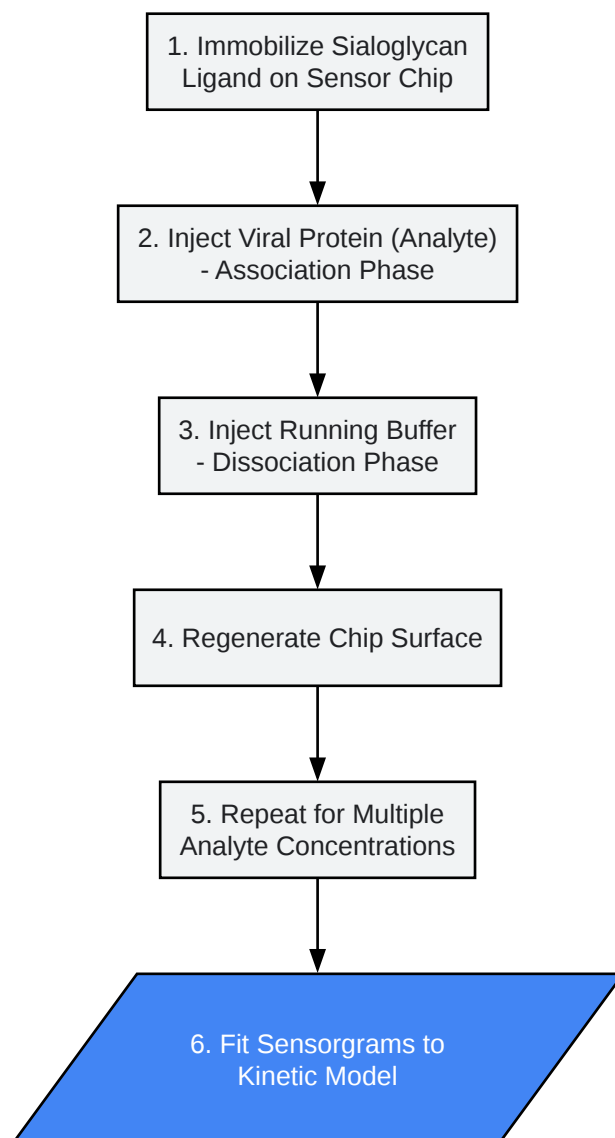 1. Immobilize Sialoglycan
Ligand on Sensor Chip
2. Inject Viral Protein (Analyte)
- Association Phase
3. Inject Running Buffer
- Dissociation Phase
4. Regenerate Chip Surface
5. Repeat for Multiple
Analyte Concentrations
6. Fit Sensorgrams to
Kinetic Model